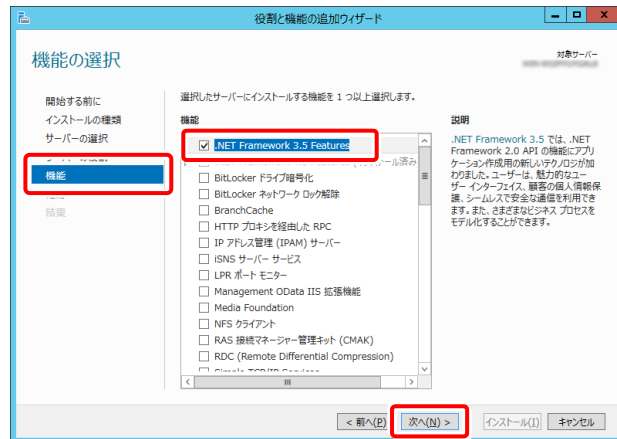 役割と機能の追加ウィザード
機能の選択
対象サーバー
開始する前に
インストールの種類
サーバーの選択
機能
結果
選択したサーバーにインストールする機能を 1 つ以上選択します。
機能
.NET Framework 3.5 Features
ール済み
BitLocker ドライブ暗号化
BitLocker ネットワーク ロック解除
BranchCache
HTTP プロキシを経由した RPC
IP アドレス管理 (IPAM) サーバー
iSNS サーバー サービス
LPR ポート モニター
Management OData IIS 拡張機能
Media Foundation
NFS クライアント
RAS 接続マネージャー管理キット (CMAK)
RDC (Remote Differential Compression)
Simple TCP/IP Services
説明
.NET Framework 3.5 では、.NET
Framework 2.0 API の機能にアプリ
ケーション作成用の新しいテクノロジが加
わりました。ユーザーは、魅力的なユー
ザー インターフェイス、顧客の個人情報保
護、シームレスで安全な通信を利用でき
ます。また、さまざまなビジネス プロセスを
モデル化することができます。
< 前へ(P)
次へ(N) >
インストール(I)
キャンセル